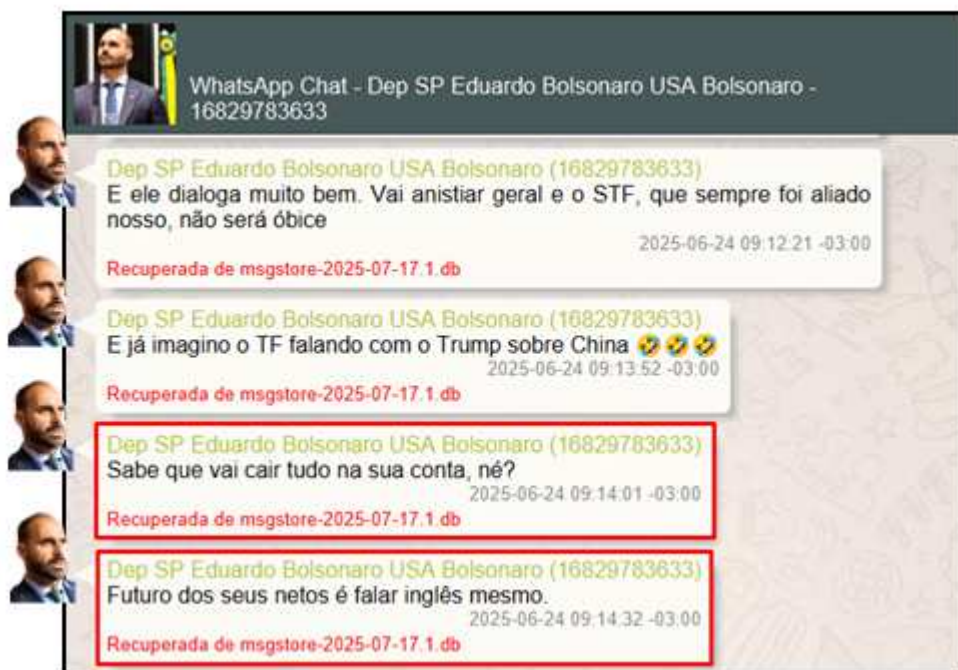 WhatsApp Chat - Dep SP Eduardo Bolsonaro USA Bolsonaro -
16829783633
Dep SP Eduardo Bolsonaro USA Bolsonaro (16829783633)
E ele dialoga muito bem. Vai anistiar geral e o STF, que sempre foi aliado
nosso, não será óbice
2025-06-24 09:12:21 -03:00
Recuperada de msgstore-2025-07-17.1.db
Dep SP Eduardo Bolsonaro USA Bolsonaro (16829783633)
E já imagino o TF falando com o Trump sobre China 🤣🤣🤣
2025-06-24 09:13:52 -03:00
Recuperada de msgstore-2025-07-17.1.db
Dep SP Eduardo Bolsonaro USA Bolsonaro (16829783633)
Sabe que vai cair tudo na sua conta, né?
2025-06-24 09:14:01 -03:00
Recuperada de msgstore-2025-07-17.1.db
Dep SP Eduardo Bolsonaro USA Bolsonaro (16829783633)
Futuro dos seus netos é falar inglês mesmo.
2025-06-24 09:14:32 -03:00
Recuperada de msgstore-2025-07-17.1.db